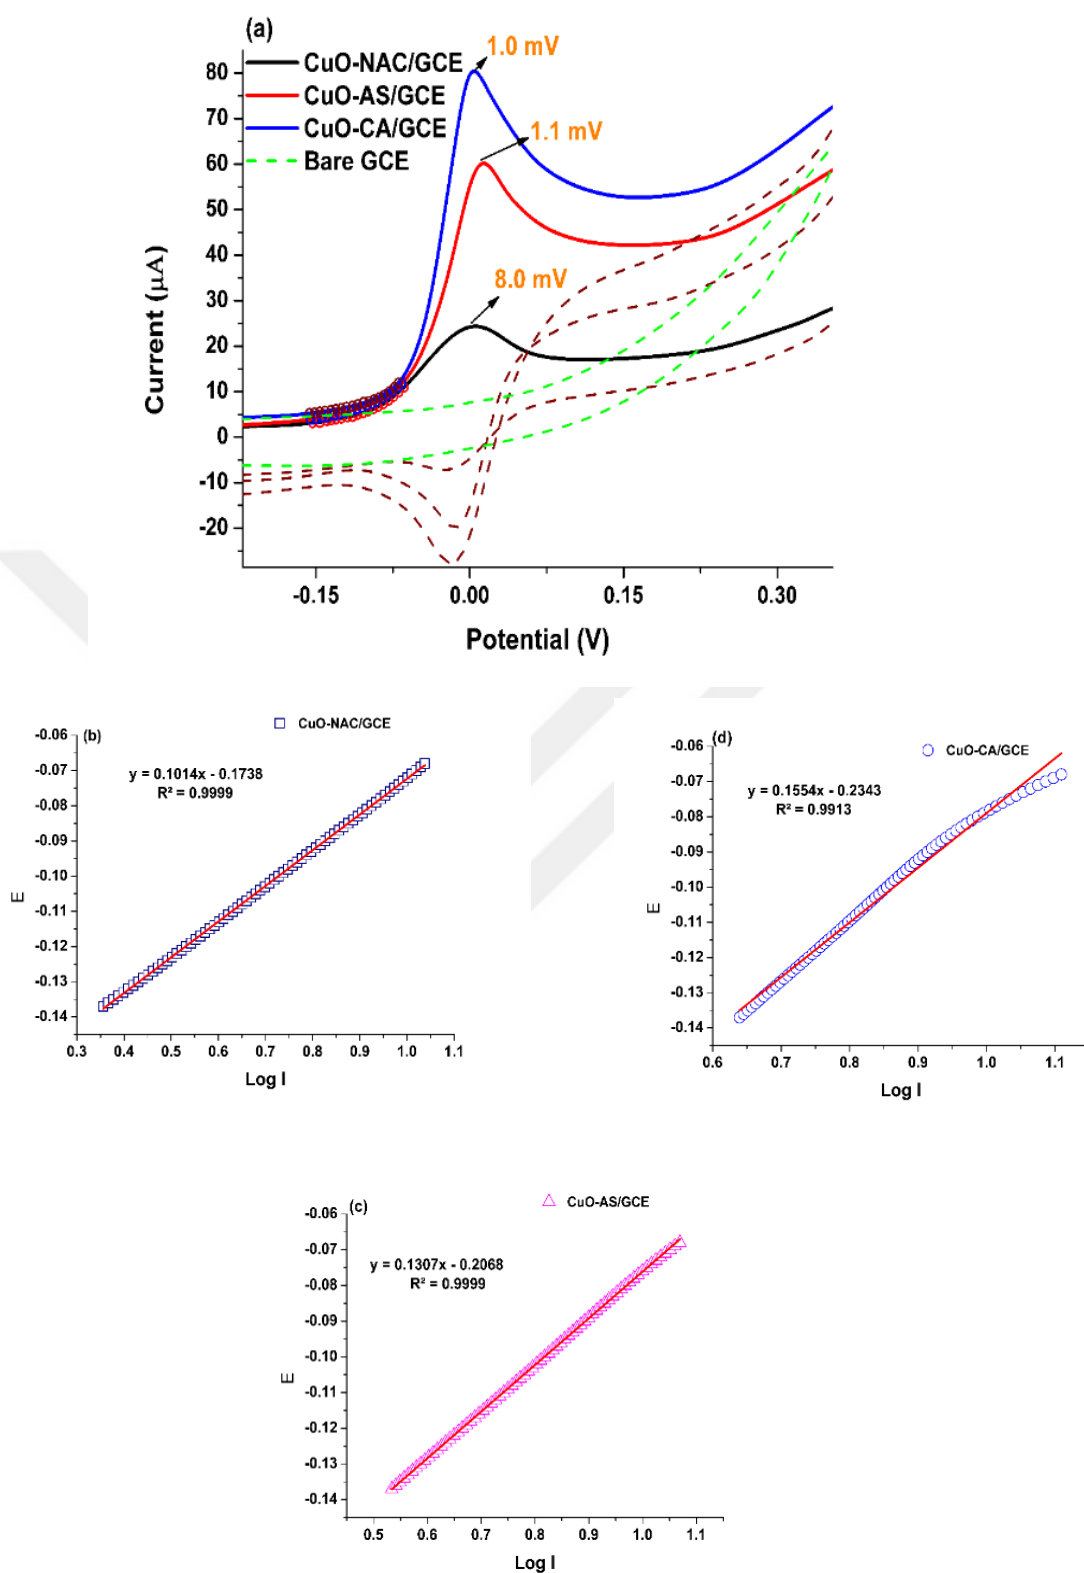 (a)
1.0 mV
80
CuO-NAC/GCE
70
CuO-AS/GCE
CuO-CA/GCE
1.1 mV
60
Bare GCE
50
40
8.0 mV
30
20
10
0
-10
-20
Current (µA)
-0.15 0.00 0.15 0.30
Potential (V)
CuO-NAC/GCE
-0.06 (b)
-0.07 y = 0.1014x - 0.1738
R² = 0.9999
-0.08
-0.09
-0.10
-0.11
-0.12
-0.13
-0.14
E
0.3 0.4 0.5 0.6 0.7 0.8 0.9 1.0 1.1
Log I
(d)
-0.06 CuO-CA/GCE
-0.07
y = 0.1554x - 0.2343
R² = 0.9913
-0.08
-0.09
-0.10
-0.11
-0.12
-0.13
-0.14
E
0.6 0.7 0.8 0.9 1.0 1.1
Log I
(c) CuO-AS/GCE
-0.06
-0.07
y = 0.1307x - 0.2068
R² = 0.9999
-0.08
-0.09
-0.10
-0.11
-0.12
-0.13
-0.14
E
0.5 0.6 0.7 0.8 0.9 1.0 1.1
Log I